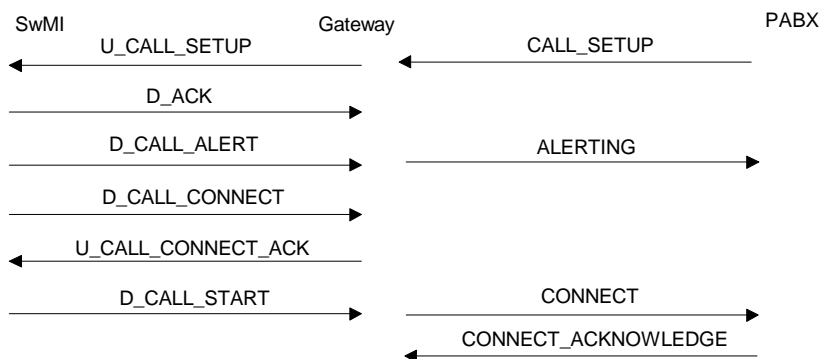 SwMI Gateway PABX
U_CALL_SETUP CALL_SETUP
D_ACK
D_CALL_ALERT ALERTING
D_CALL_CONNECT
U_CALL_CONNECT_ACK
D_CALL_START CONNECT
CONNECT_ACKNOWLEDGE